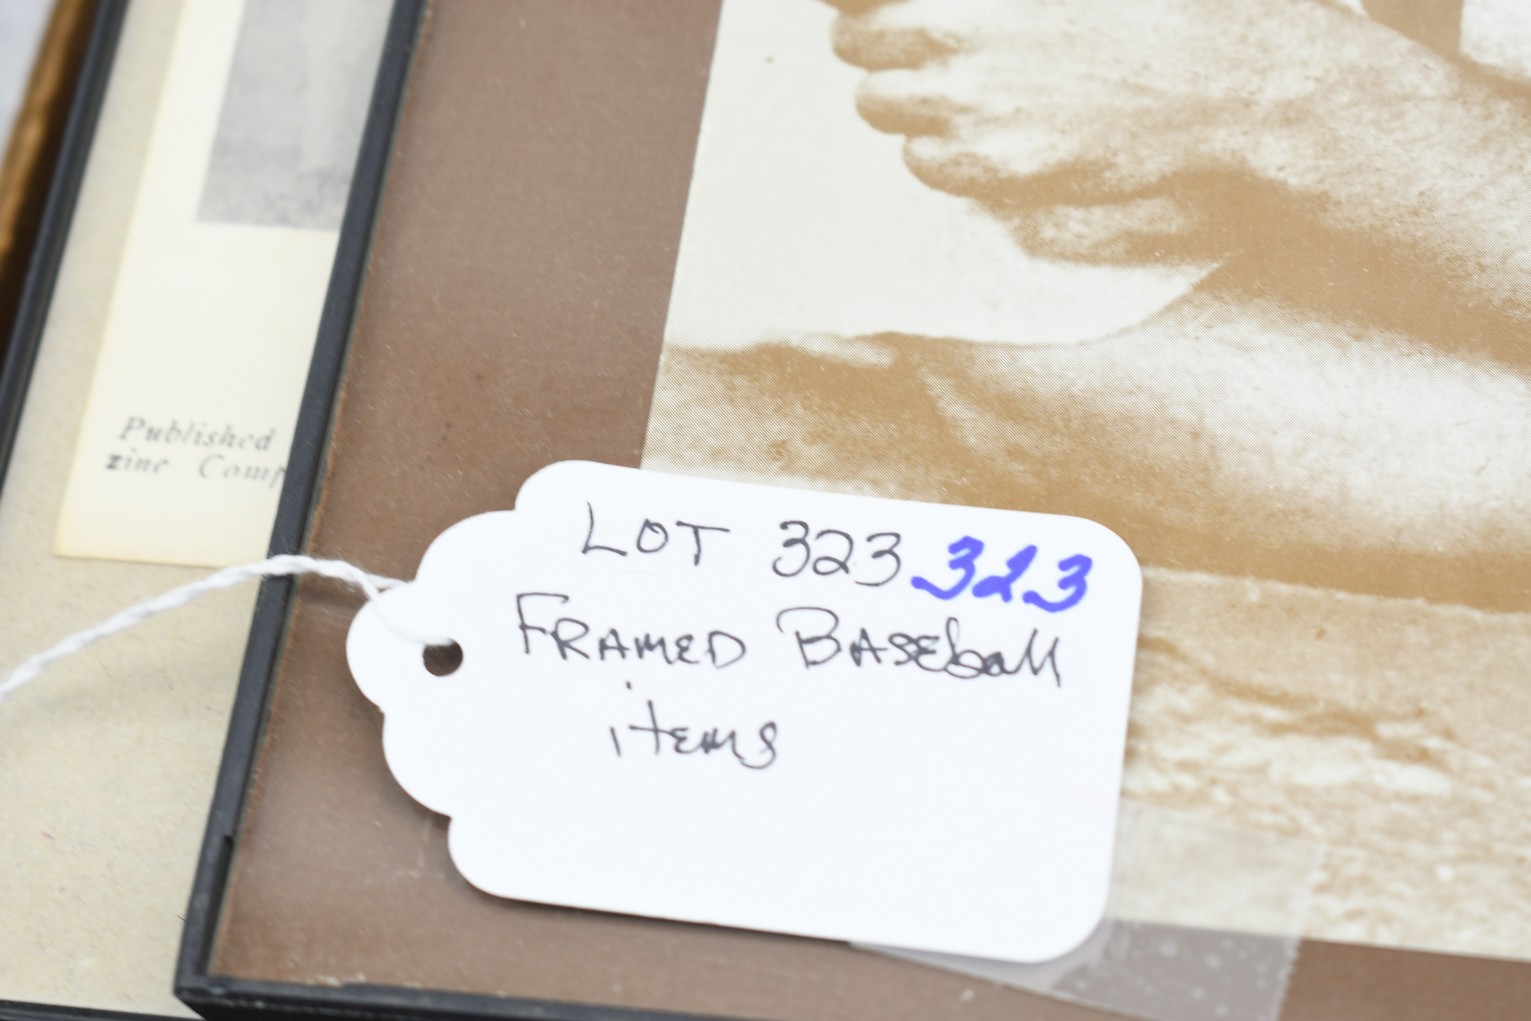 Published
zine Comp
LOT 323 323
FRAMED BASEball
items